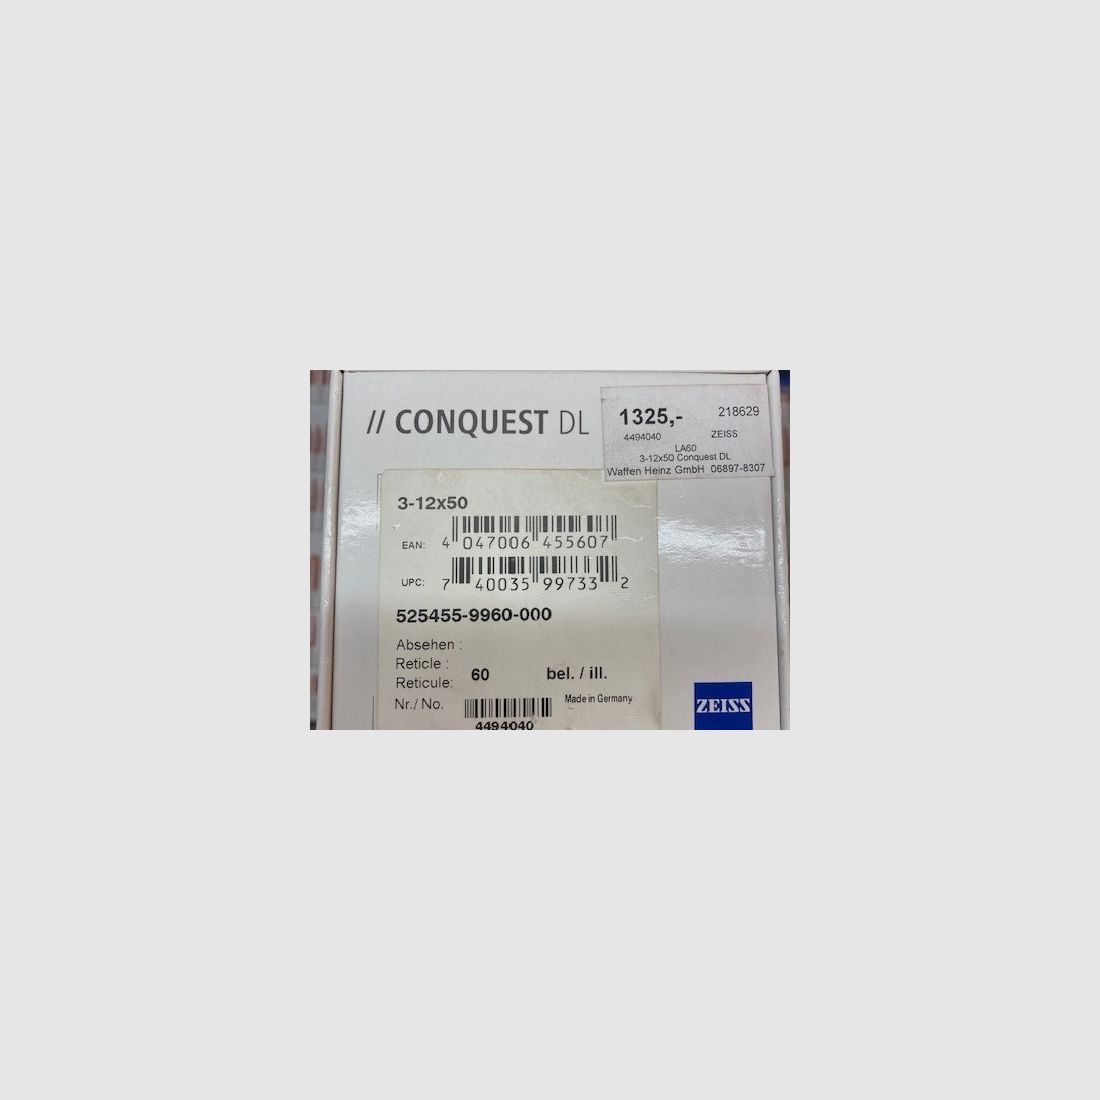 // CONQUEST DL
1325,- 218629
4494040 ZEISS
LA60
3-12x50 Conquest DL
Waffen Heinz GmbH 06897-8307
3-12x50
EAN: 4 047006 455607
UPC: 7 40035 99733 2
525455-9960-000
Absehen :
Reticle :
Reticule: 60 bel. / ill.
Nr./ No. Made in Germany
4494040
ZEISS